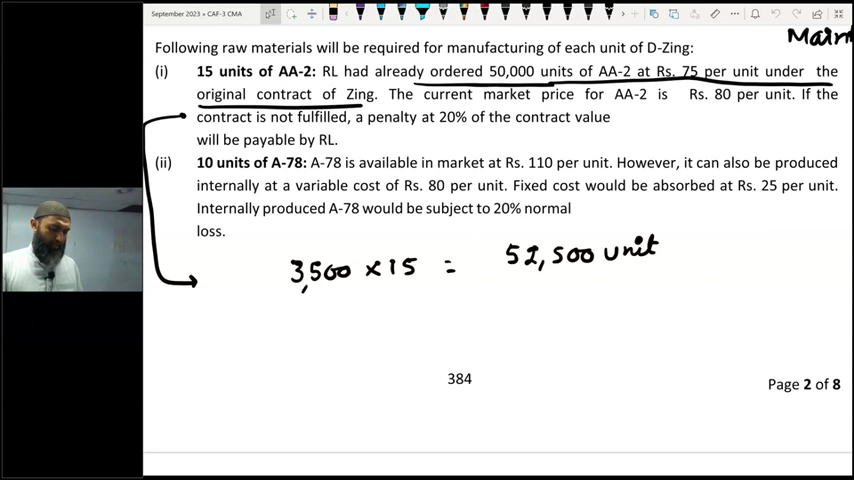 September 2023 » CAF-3 CMA
Following raw materials will be required for manufacturing of each unit of D-Zing:
(i) 15 units of AA-2: RL had already ordered 50,000 units of AA-2 at Rs. 75 per unit under the
original contract of Zing. The current market price for AA-2 is Rs. 80 per unit. If the
contract is not fulfilled, a penalty at 20% of the contract value
will be payable by RL.
(ii) 10 units of A-78: A-78 is available in market at Rs. 110 per unit. However, it can also be produced
internally at a variable cost of Rs. 80 per unit. Fixed cost would be absorbed at Rs. 25 per unit.
Internally produced A-78 would be subject to 20% normal
loss.
3,500 × 15 = 52,500 unit
384
Page 2 of 8